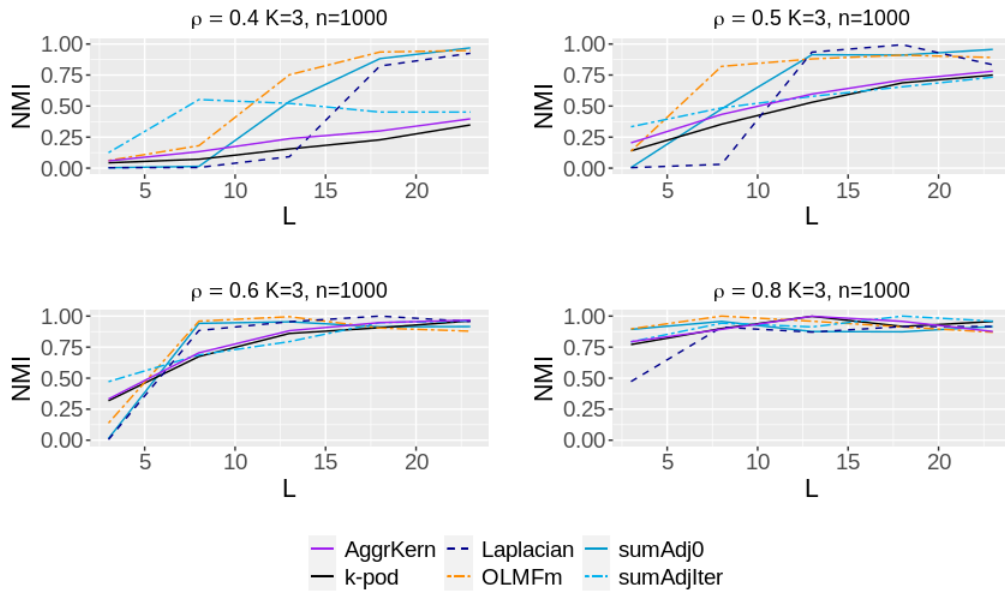 ρ = 0.4 K=3, n=1000
NMI
1.00
0.75
0.50
0.25
0.00
5 10 15 20
L
ρ = 0.5 K=3, n=1000
NMI
1.00
0.75
0.50
0.25
0.00
5 10 15 20
L
ρ = 0.6 K=3, n=1000
NMI
1.00
0.75
0.50
0.25
0.00
5 10 15 20
L
ρ = 0.8 K=3, n=1000
NMI
1.00
0.75
0.50
0.25
0.00
5 10 15 20
L
AggrKern Laplacian sumAdj0
k-pod OLMFm sumAdjIter